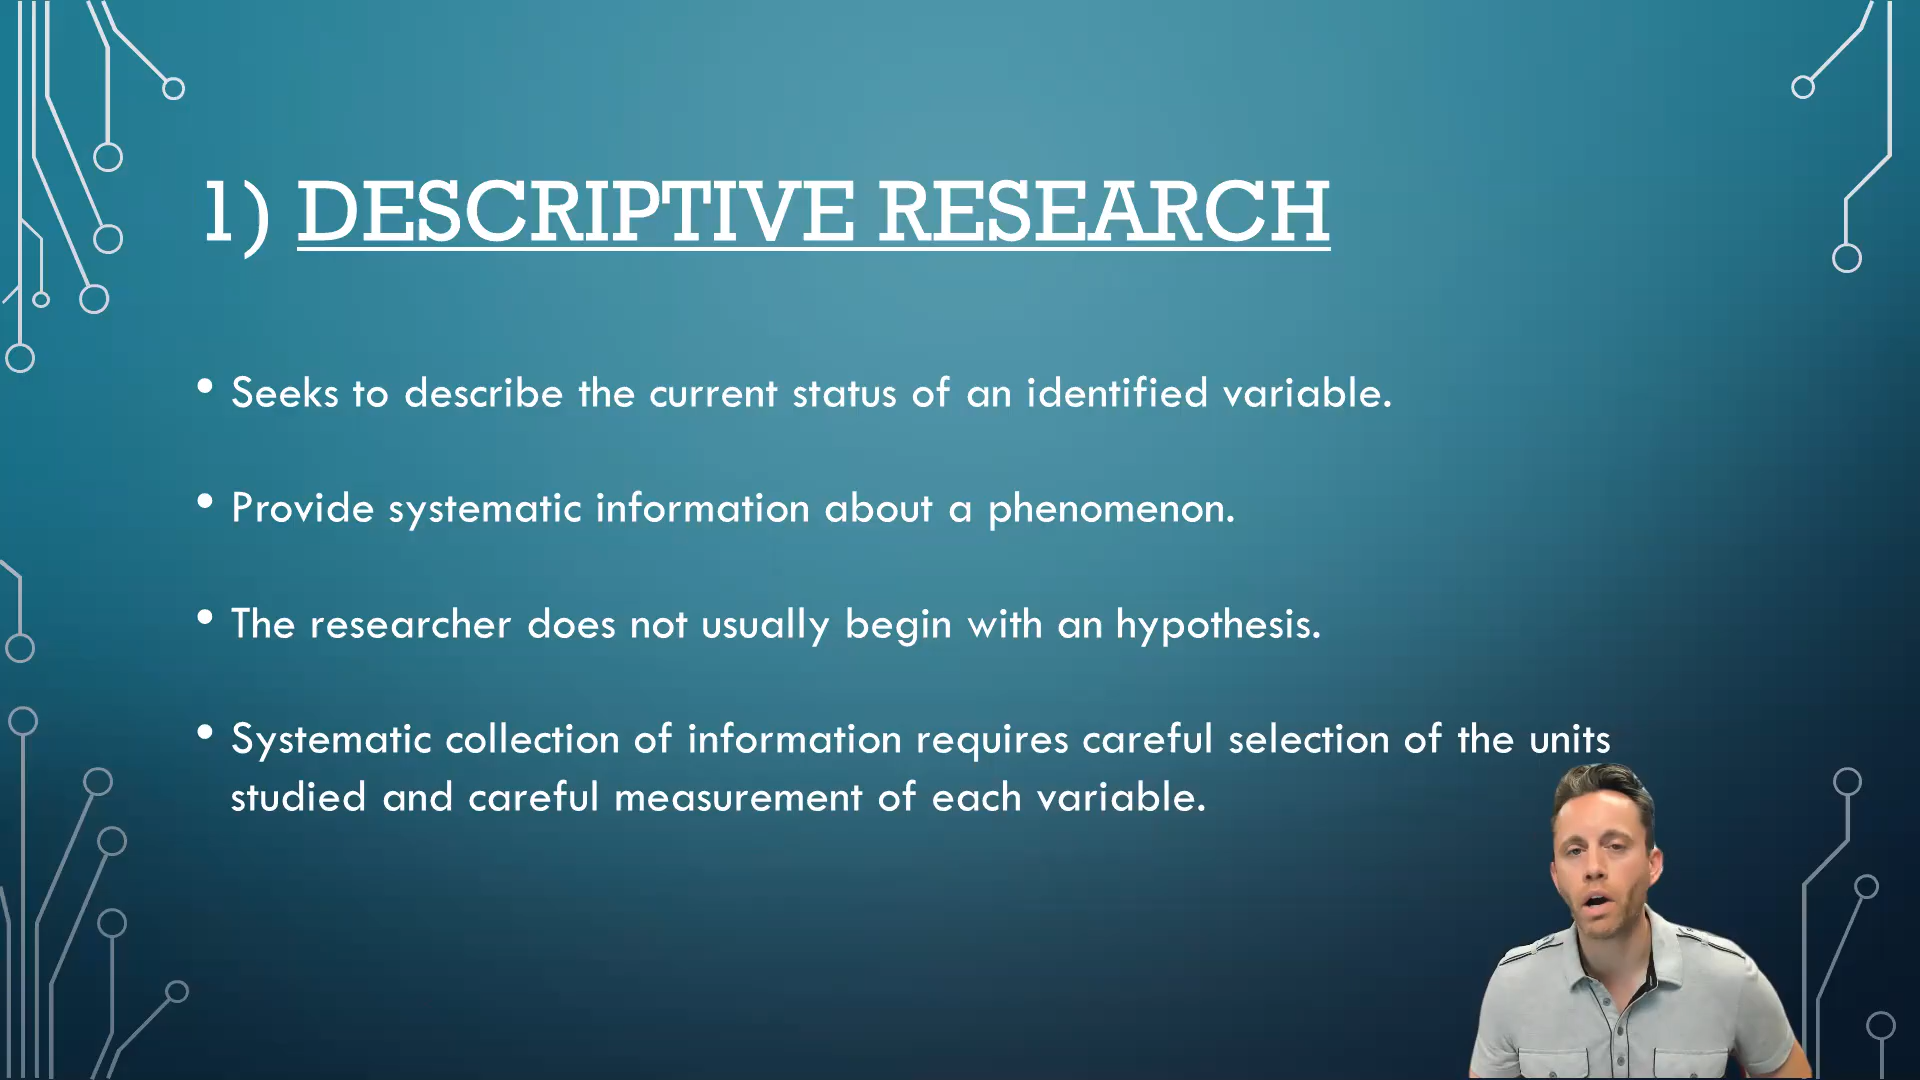 1) DESCRIPTIVE RESEARCH
• Seeks to describe the current status of an identified variable.
• Provide systematic information about a phenomenon.
• The researcher does not usually begin with an hypothesis.
• Systematic collection of information requires careful selection of the units
studied and careful measurement of each variable.